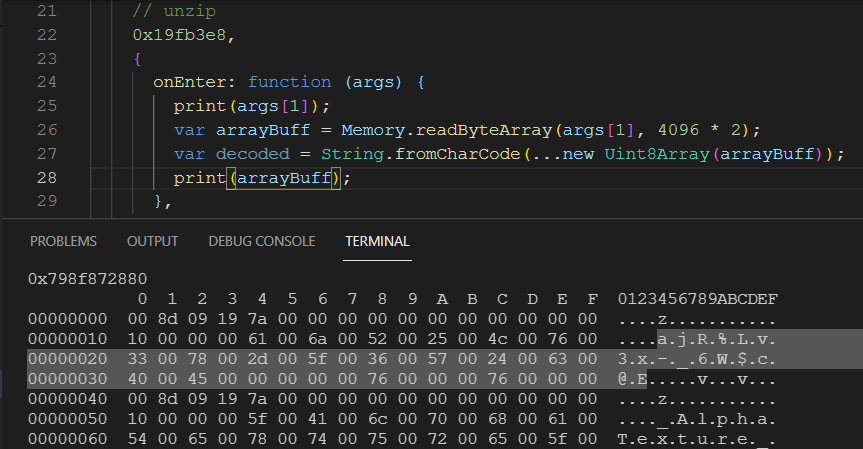 21 // unzip
22 0x19fb3e8,
23 {
24 onEnter: function (args) {
25 print(args[1]);
26 var arrayBuff = Memory.readByteArray(args[1], 4096 * 2);
27 var decoded = String.fromCharCode(...new Uint8Array(arrayBuff));
28 print(arrayBuff);
29 },
PROBLEMS OUTPUT DEBUG CONSOLE TERMINAL
0x798f872880
0 1 2 3 4 5 6 7 8 9 A B C D E F 0123456789ABCDEF
00000000 00 8d 09 19 7a 00 00 00 00 00 00 00 00 00 00 00 ....z...........
00000010 10 00 00 00 61 00 6a 00 52 00 25 00 4c 00 76 00 ....a.j.R.%.L.v.
00000020 33 00 78 00 2d 00 5f 00 36 00 57 00 24 00 63 00 3.x.-._.6.W.$.c.
00000030 40 00 45 00 00 00 00 00 76 00 00 00 76 00 00 00 @.E.....v...v...
00000040 00 8d 09 19 7a 00 00 00 00 00 00 00 00 00 00 00 ....z...........
00000050 10 00 00 00 5f 00 41 00 6c 00 70 00 68 00 61 00 ...._.A.l.p.h.a.
00000060 54 00 65 00 78 00 74 00 75 00 72 00 65 00 5f 00 T.e.x.t.u.r.e._.